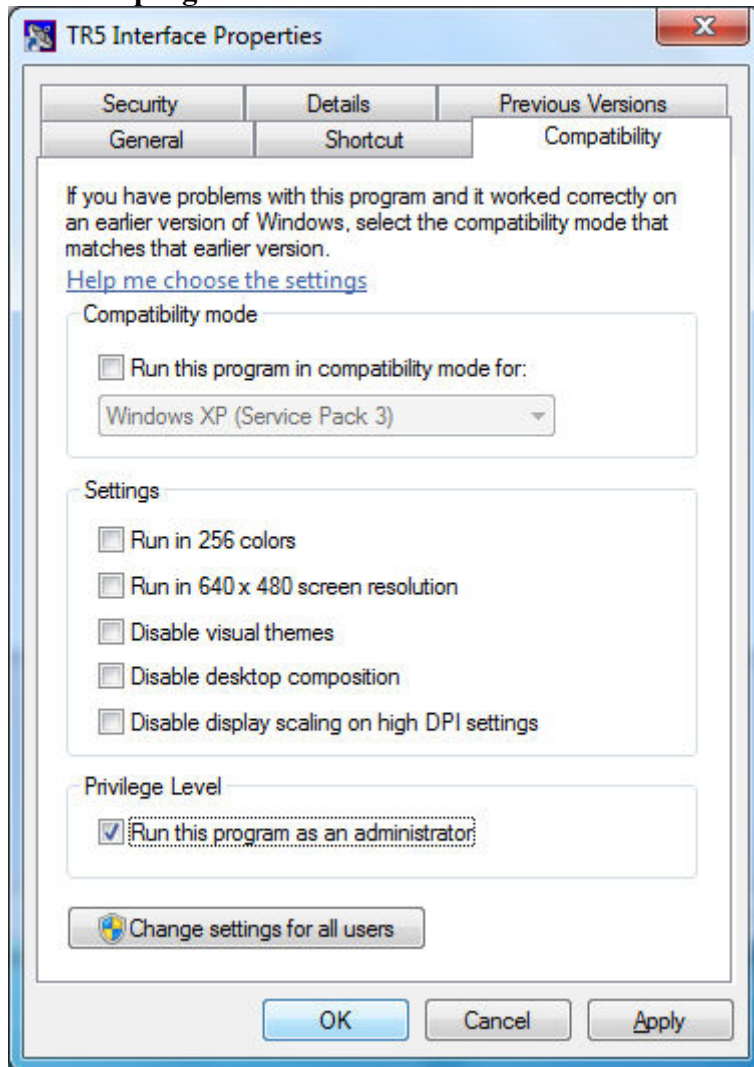 TR5 Interface Properties
Security Details Previous Versions
General Shortcut Compatibility
If you have problems with this program and it worked correctly on
an earlier version of Windows, select the compatibility mode that
matches that earlier version.
Help me choose the settings
Compatibility mode
Run this program in compatibility mode for:
Windows XP (Service Pack 3)
Settings
Run in 256 colors
Run in 640 x 480 screen resolution
Disable visual themes
Disable desktop composition
Disable display scaling on high DPI settings
Privilege Level
Run this program as an administrator
Change settings for all users
OK Cancel Apply